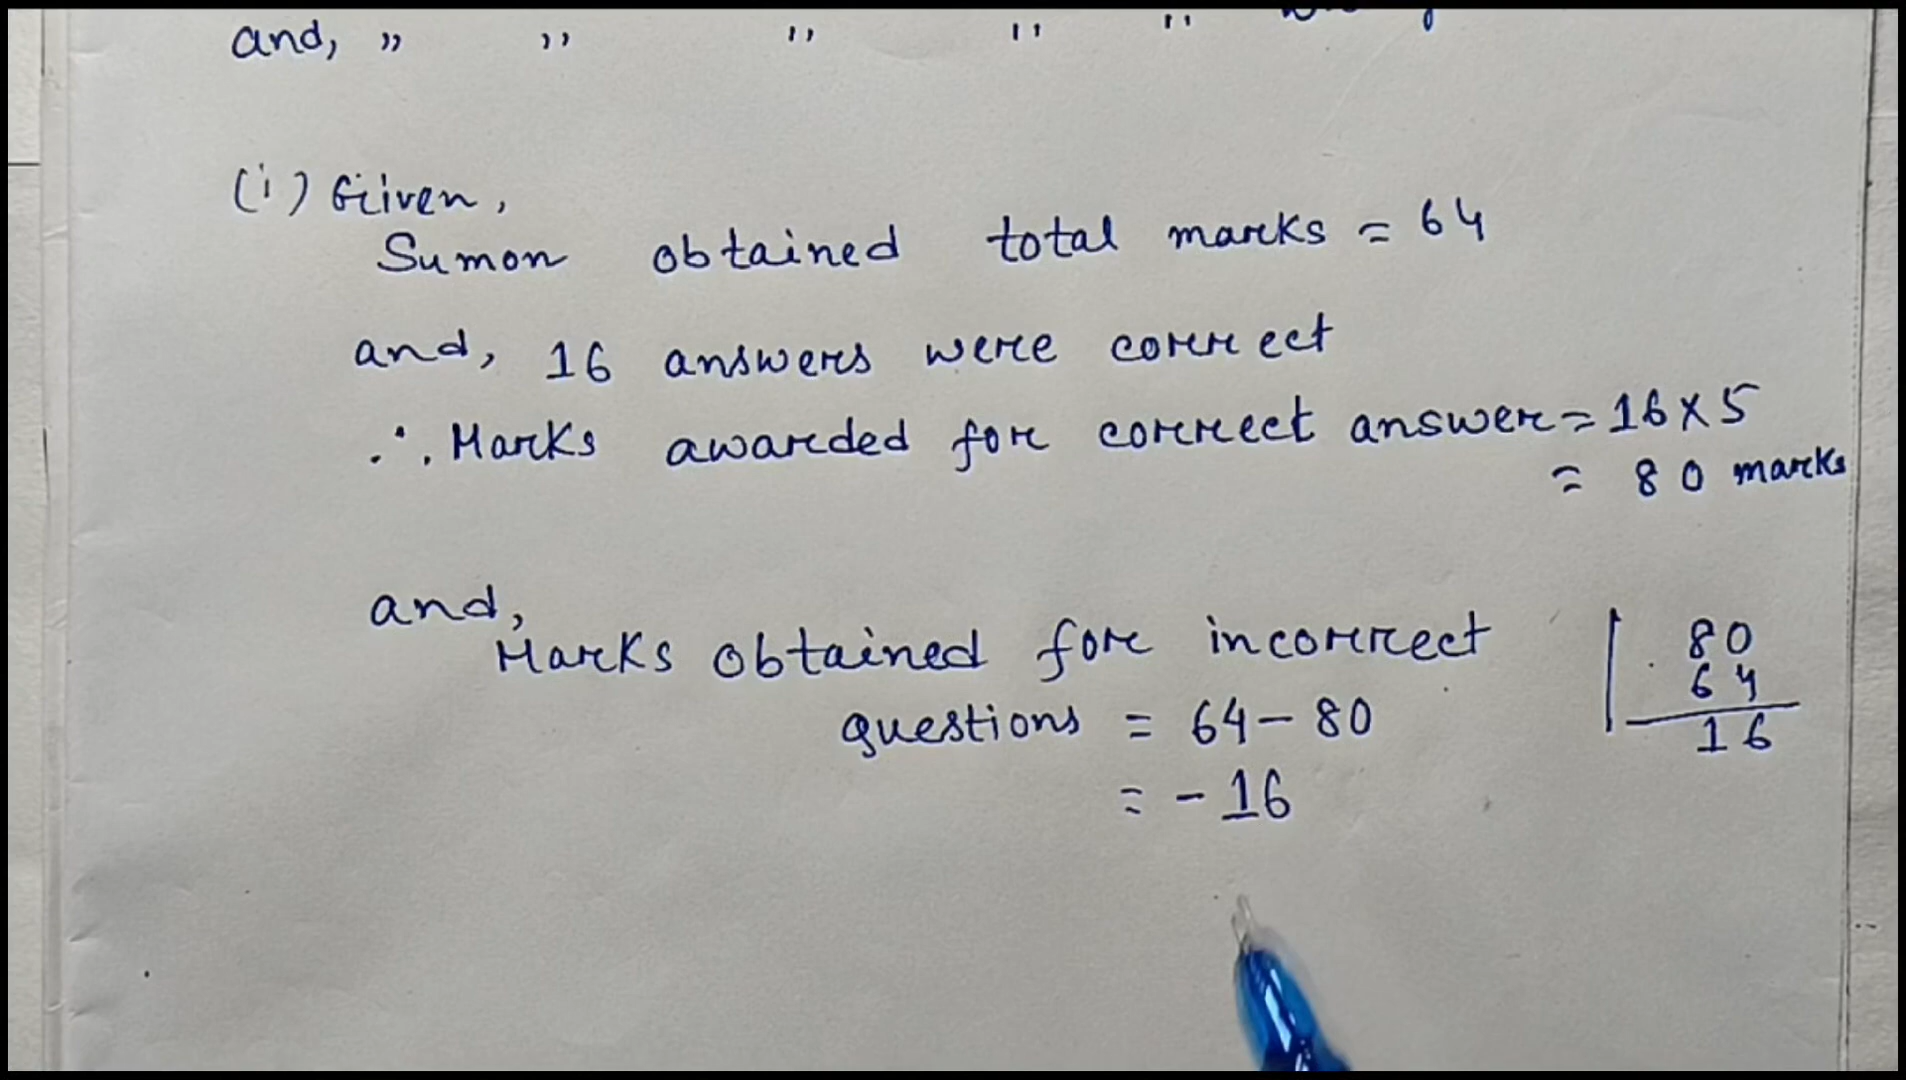 and, " " " " "
(i) Given,
Sumon obtained total marks = 64
and, 16 answers were correct
∴ Marks awarded for correct answer = 16 × 5
= 80 marks
and,
Marks obtained for incorrect
questions = 64 - 80
= - 16
80
64
16